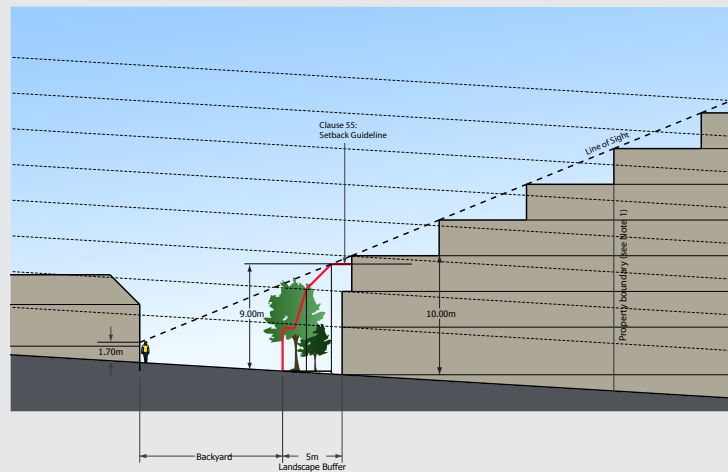 Clause 55:
Setback Guideline
Line of Sight
Property boundary (see Note 1)
9.00m
10.00m
1.70m
Backyard
5m
Landscape Buffer